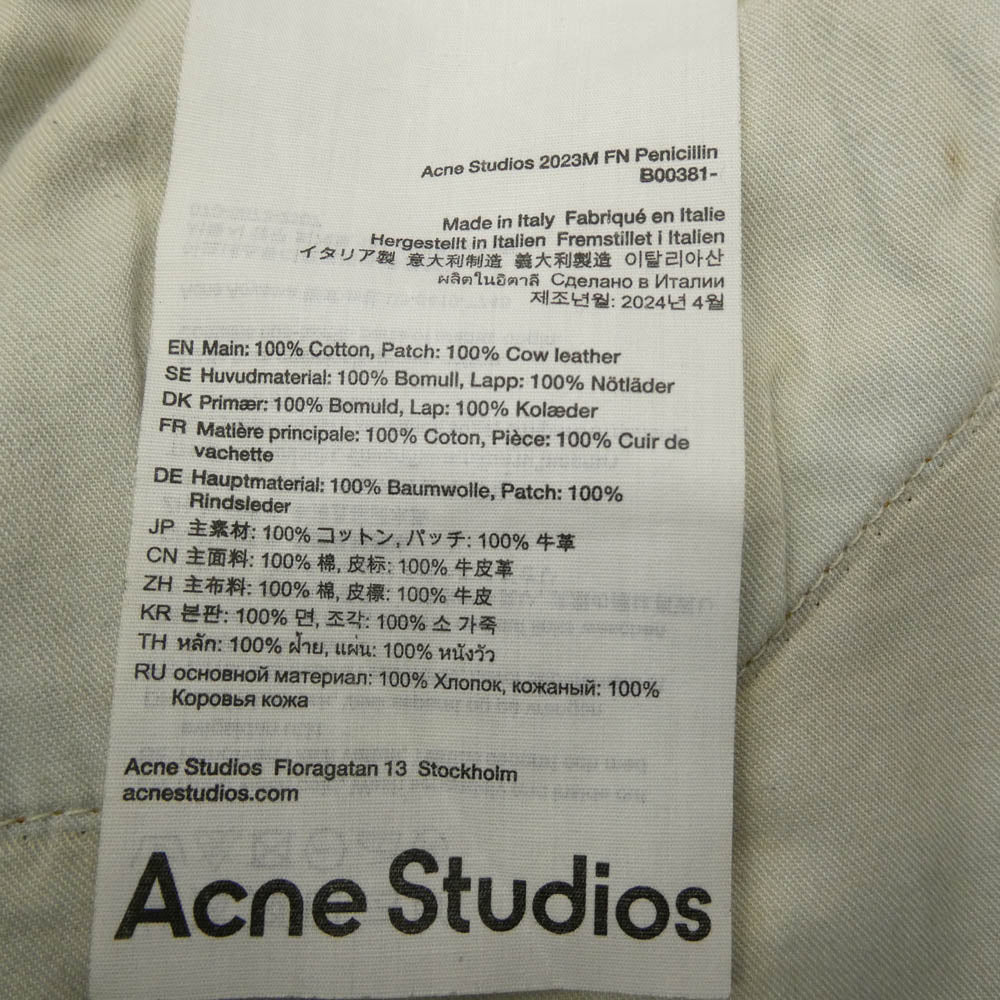 Acne Studios 2023M FN Penicillin
B00381-
Made in Italy Fabriqué en Italie
Hergestellt in Italien Fremstillet i Italien
イタリア製 意大利制造 義大利製造 이탈리아산
ผลิตในอิตาลี Сделано в Италии
제조년월: 2024년 4월
EN Main: 100% Cotton, Patch: 100% Cow leather
SE Huvudmaterial: 100% Bomull, Lapp: 100% Nötläder
DK Primær: 100% Bomuld, Lap: 100% Kolæder
FR Matière principale: 100% Coton, Pièce: 100% Cuir de
vachette
DE Hauptmaterial: 100% Baumwolle, Patch: 100%
Rindsleder
JP 主素材: 100% コットン, パッチ: 100% 牛革
CN 主面料: 100% 棉, 皮标: 100% 牛皮革
ZH 主布料: 100% 棉, 皮標: 100% 牛皮
KR 본판: 100% 면, 조각: 100% 소 가죽
TH หลัก: 100% ฝ้าย, แผ่น: 100% หนังวัว
RU основной материал: 100% Хлопок, кожаный: 100%
Коровья кожа
Acne Studios Floragatan 13 Stockholm
acnestudios.com
Acne Studios